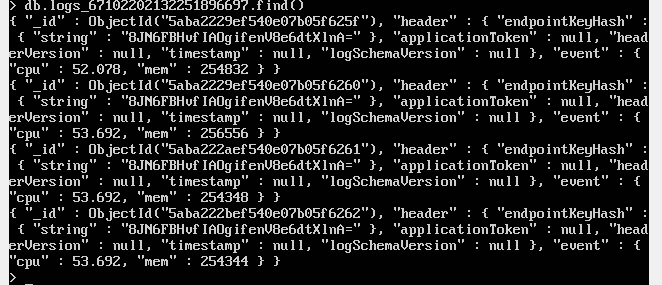 > db.logs_67102202132251896697.find()
{ "_id" : ObjectId("5aba2229ef540e07b05f625f"), "header" : { "endpointKeyHash" :
 { "string" : "8JN6FBHvfIAOgifenV8e6dtXlnA=" }, "applicationToken" : null, "head
erVersion" : null, "timestamp" : null, "logSchemaVersion" : null }, "event" : {
"cpu" : 52.078, "mem" : 254832 } }
{ "_id" : ObjectId("5aba2229ef540e07b05f6260"), "header" : { "endpointKeyHash" :
 { "string" : "8JN6FBHvfIAOgifenV8e6dtXlnA=" }, "applicationToken" : null, "head
erVersion" : null, "timestamp" : null, "logSchemaVersion" : null }, "event" : {
"cpu" : 53.692, "mem" : 256556 } }
{ "_id" : ObjectId("5aba222aef540e07b05f6261"), "header" : { "endpointKeyHash" :
 { "string" : "8JN6FBHvfIAOgifenV8e6dtXlnA=" }, "applicationToken" : null, "head
erVersion" : null, "timestamp" : null, "logSchemaVersion" : null }, "event" : {
"cpu" : 53.692, "mem" : 254348 } }
{ "_id" : ObjectId("5aba222bef540e07b05f6262"), "header" : { "endpointKeyHash" :
 { "string" : "8JN6FBHvfIAOgifenV8e6dtXlnA=" }, "applicationToken" : null, "head
erVersion" : null, "timestamp" : null, "logSchemaVersion" : null }, "event" : {
"cpu" : 53.692, "mem" : 254344 } }
> _